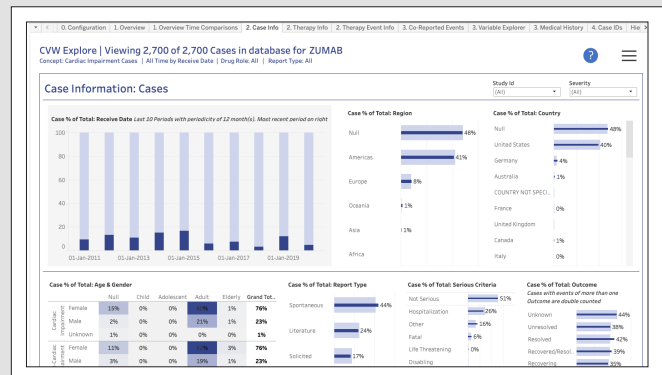 0. Configuration 1. Overview 1. Overview Time Comparisons 2. Case Info 2. Therapy Info 2. Therapy Event Info 3. Co-Reported Events 3. Variable Explorer 3. Medical History 4. Case IDs Hie
CVW Explore | Viewing 2,700 of 2,700 Cases in database for ZUMAB
Concept: Cardiac Impairment Cases | All Time by Receive Date | Drug Role: All | Report Type: All
?
Case Information: Cases
Study Id
(All)
Severity
(All)
Case % of Total: Receive Date Last 10 Periods with periodicity of 12 month(s). Most recent period on right
100
80
60
40
20
0
01-Jan-2011 01-Jan-2013 01-Jan-2015 01-Jan-2017 01-Jan-2019
Case % of Total: Region
Null 48%
Americas 41%
Europe 8%
Oceania 1%
Asia 1%
Africa
Case % of Total: Country
Null 48%
United States 40%
Germany 4%
Australia 1%
COUNTRY NOT SPECI..
France 0%
United Kingdom
Canada 1%
Italy 0%
Case % of Total: Age & Gender
Null Child Adolescent Adult Elderly Grand Tot..
Cardiac Impairment
Female 15% 0% 0% 1% 76%
Male 2% 0% 0% 21% 1% 23%
Unknown 1% 0% 0% 0% 0% 1%
Female 11% 0% 0% 3% 76%
Male 3% 0% 0% 19% 1% 23%
Case % of Total: Report Type
Spontaneous 44%
Literature 24%
Solicited 17%
Case % of Total: Serious Criteria
Not Serious 51%
Hospitalization 26%
Other 16%
Fatal 6%
Life Threatening 0%
Disabling
Case % of Total: Outcome
Cases with events of more than one
Outcome are double counted
Unknown 44%
Unresolved 38%
Resolved 42%
Recovered/Resol.. 39%
Recovering 35%